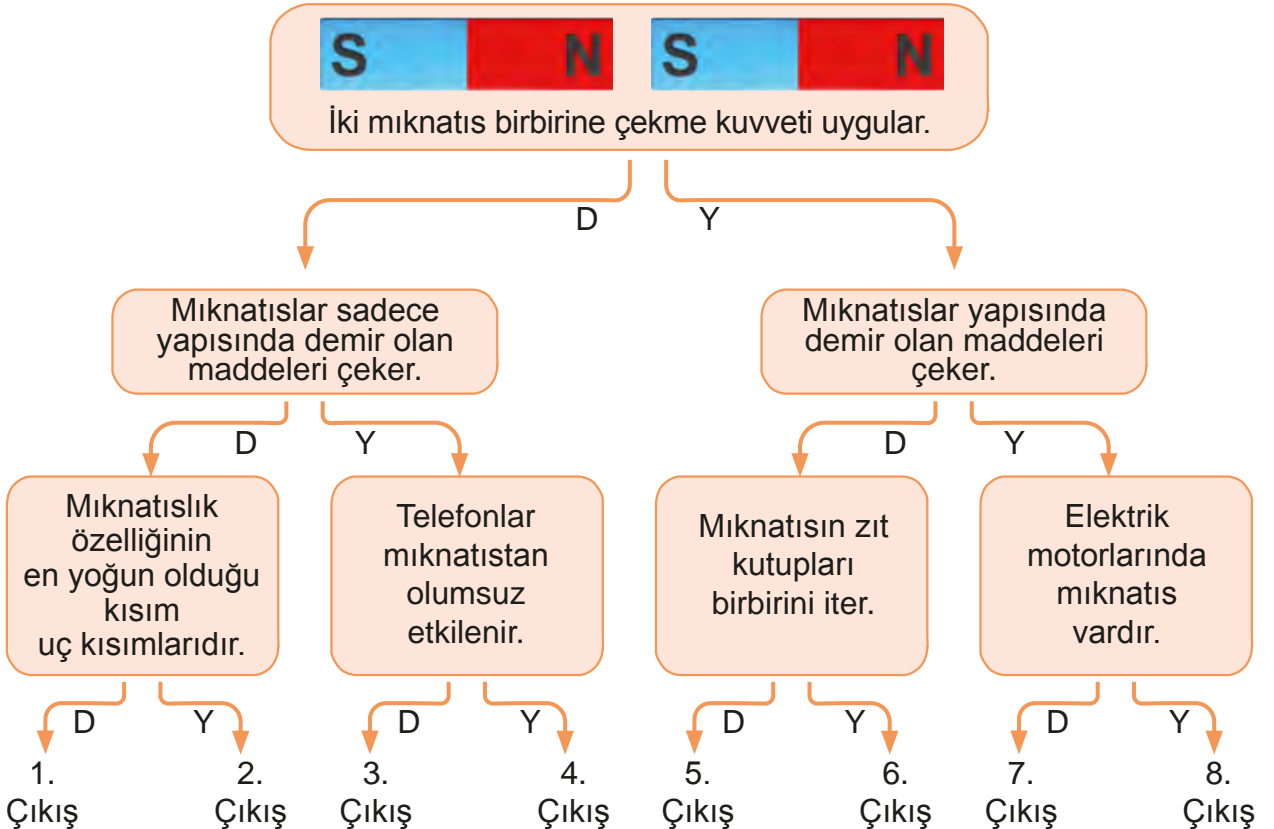 S N S N
İki mıknatıs birbirine çekme kuvveti uygular.
D Y
Mıknatıslar sadece
yapısında demir olan
maddeleri çeker.
Mıknatıslar yapısında
demir olan maddeleri
çeker.
D Y D Y
Mıknatıslık
özelliğinin
en yoğun olduğu
kısım
uç kısımlarıdır.
Telefonlar
mıknatıstan
olumsuz
etkilenir.
Mıknatısın zıt
kutupları
birbirini iter.
Elektrik
motorlarında
mıknatıs
vardır.
D Y D Y D Y D Y
1. 2. 3. 4. 5. 6. 7. 8.
Çıkış Çıkış Çıkış Çıkış Çıkış Çıkış Çıkış Çıkış